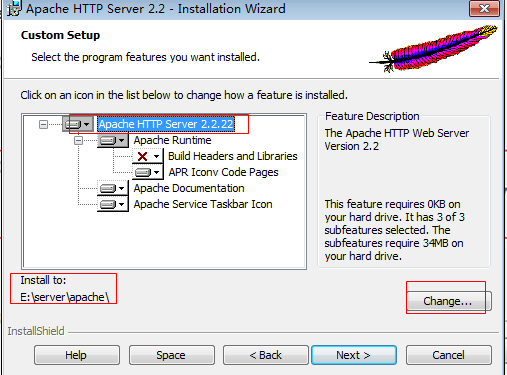 Apache HTTP Server 2.2 - Installation Wizard
Custom Setup
Select the program features you want installed.
Click on an icon in the list below to change how a feature is installed.
Apache HTTP Server 2.2.22
Apache Runtime
Build Headers and Libraries
APR Iconv Code Pages
Apache Documentation
Apache Service Taskbar Icon
Feature Description
The Apache HTTP Web Server
Version 2.2
This feature requires 0KB on
your hard drive. It has 3 of 3
subfeatures selected. The
subfeatures require 34MB on
your hard drive.
Install to:
E:\server\apache\
Change...
InstallShield
Help
Space
< Back
Next >
Cancel